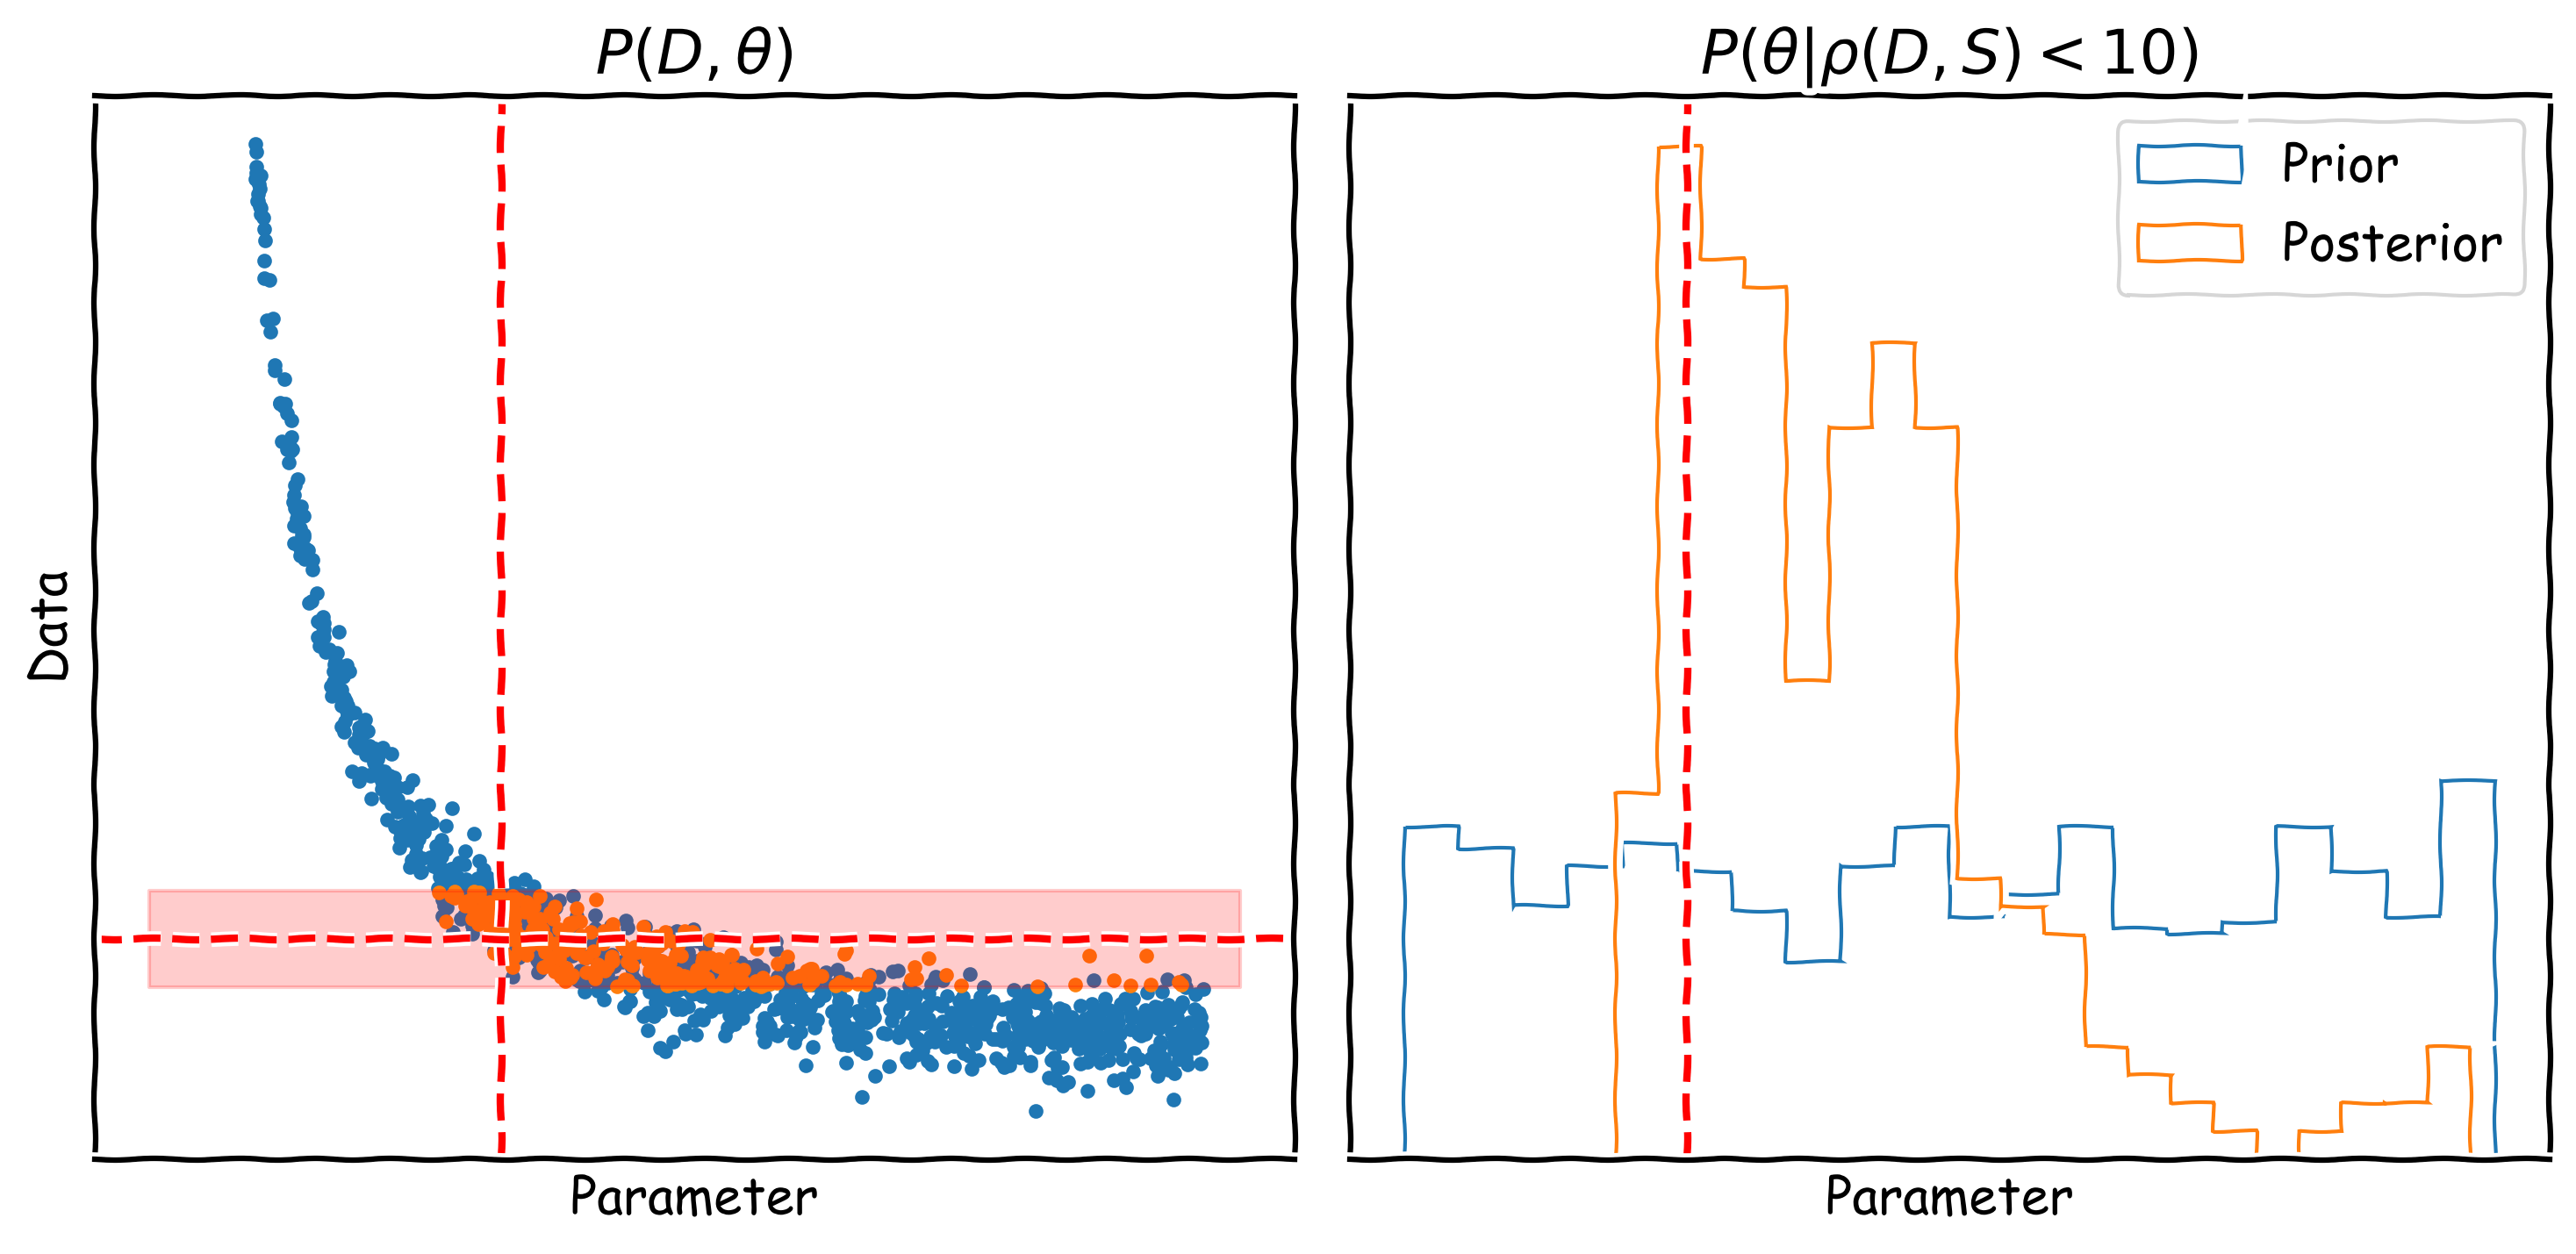 P(D, θ)
P(θ|ρ(D, S) < 10)
Prior
Posterior
Data
Parameter
Parameter